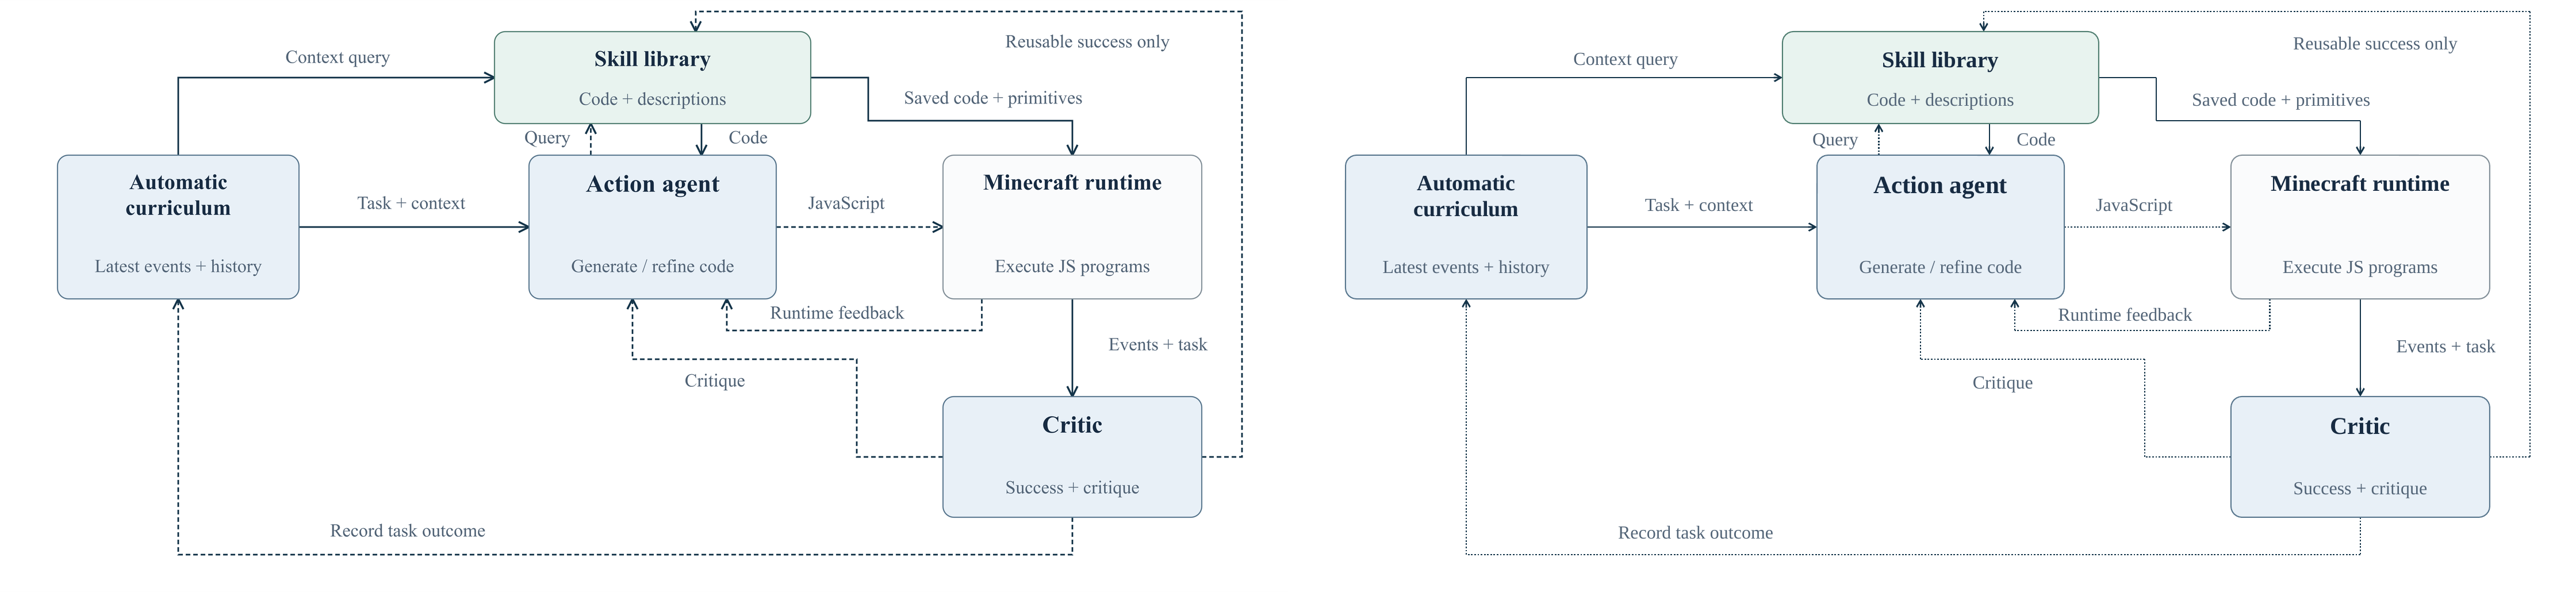 Reusable success only
Context query
Skill library
Code + descriptions
Saved code + primitives
Query
Code
Automatic
curriculum
Latest events + history
Task + context
Action agent
Generate / refine code
JavaScript
Minecraft runtime
Execute JS programs
Runtime feedback
Events + task
Critique
Critic
Success + critique
Record task outcome
Reusable success only
Context query
Skill library
Code + descriptions
Saved code + primitives
Query
Code
Automatic
curriculum
Latest events + history
Task + context
Action agent
Generate / refine code
JavaScript
Minecraft runtime
Execute JS programs
Runtime feedback
Events + task
Critique
Critic
Success + critique
Record task outcome